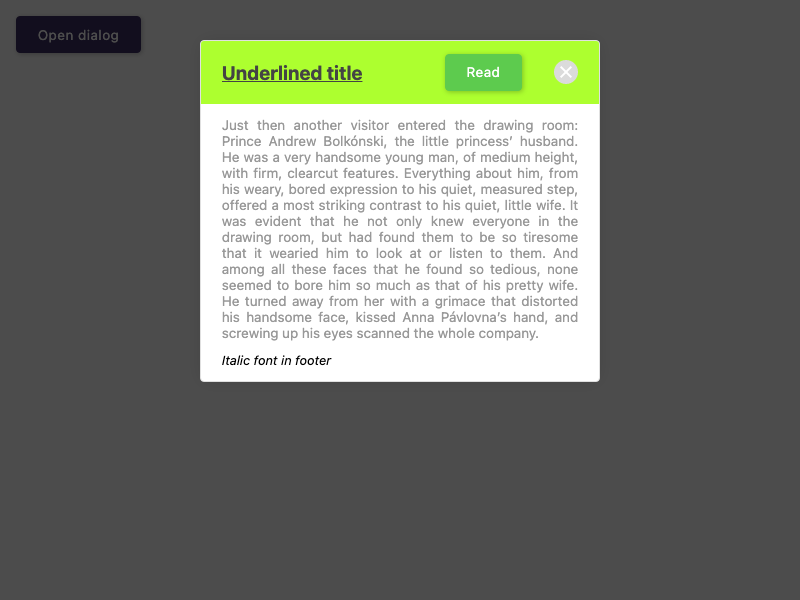 Open dialog
Underlined title
Read
Just then another visitor entered the drawing room:
Prince Andrew Bolkónski, the little princess’ husband.
He was a very handsome young man, of medium height,
with firm, clearcut features. Everything about him, from
his weary, bored expression to his quiet, measured step,
offered a most striking contrast to his quiet, little wife. It
was evident that he not only knew everyone in the
drawing room, but had found them to be so tiresome
that it wearied him to look at or listen to them. And
among all these faces that he found so tedious, none
seemed to bore him so much as that of his pretty wife.
He turned away from her with a grimace that distorted
his handsome face, kissed Anna Pávlovna’s hand, and
screwing up his eyes scanned the whole company.
Italic font in footer